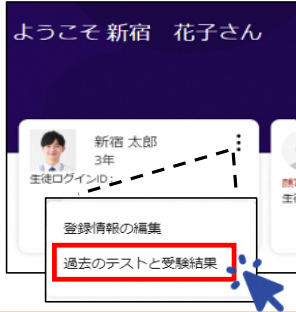 ようこそ 新宿　花子さん
新宿 太郎
3年
生徒ログインID：
登録情報の編集
過去のテストと受験結果